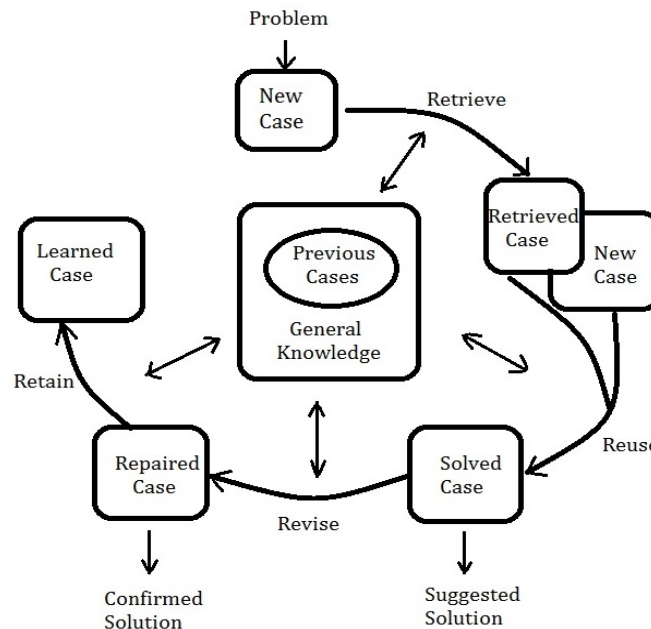 Problem
New
Case
Retrieve
Retrieved
Case
New
Case
Learned
Case
Previous
Cases
General
Knowledge
Retain
Reuse
Repaired
Case
Solved
Case
Revise
Confirmed
Solution
Suggested
Solution